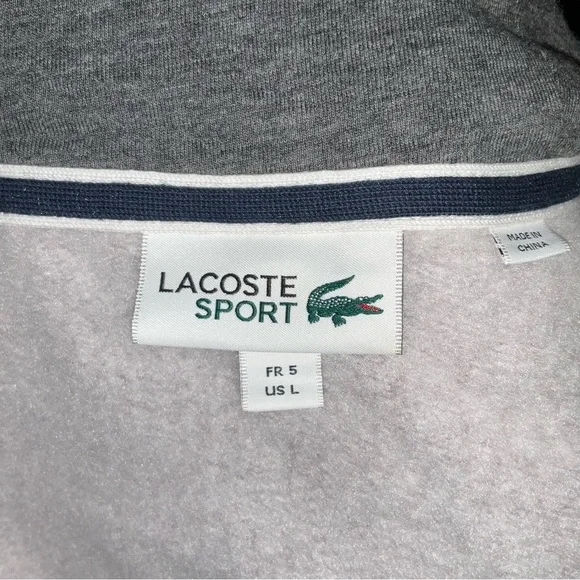 LACOSTE
SPORT
FR 5
US L
MADE IN
CHINA